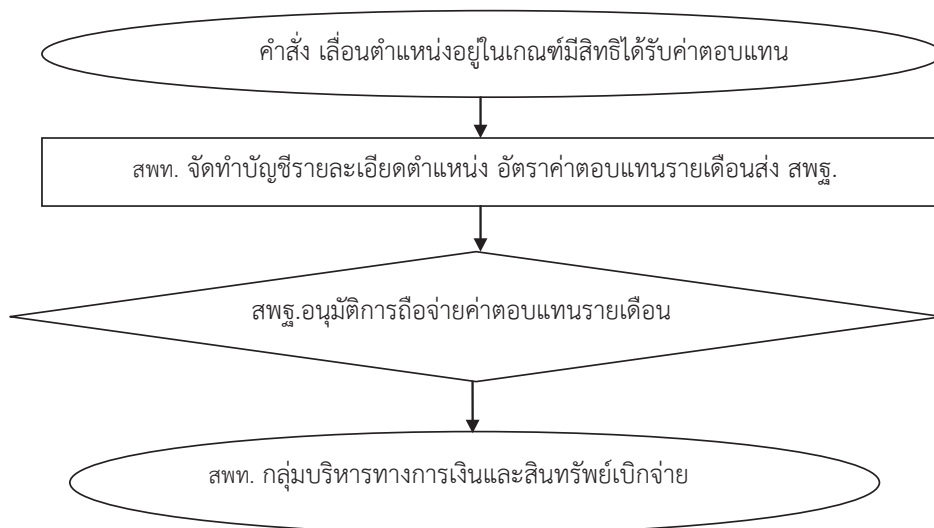 คำสั่ง เลื่อนตำแหน่งอยู่ในเกณฑ์มีสิทธิได้รับค่าตอบแทน
สพท. จัดทำบัญชีรายละเอียดตำแหน่ง อัตราค่าตอบแทนรายเดือนส่ง สพฐ.
สพฐ.อนุมัติการถือจ่ายค่าตอบแทนรายเดือน
สพท. กลุ่มบริหารทางการเงินและสินทรัพย์เบิกจ่าย